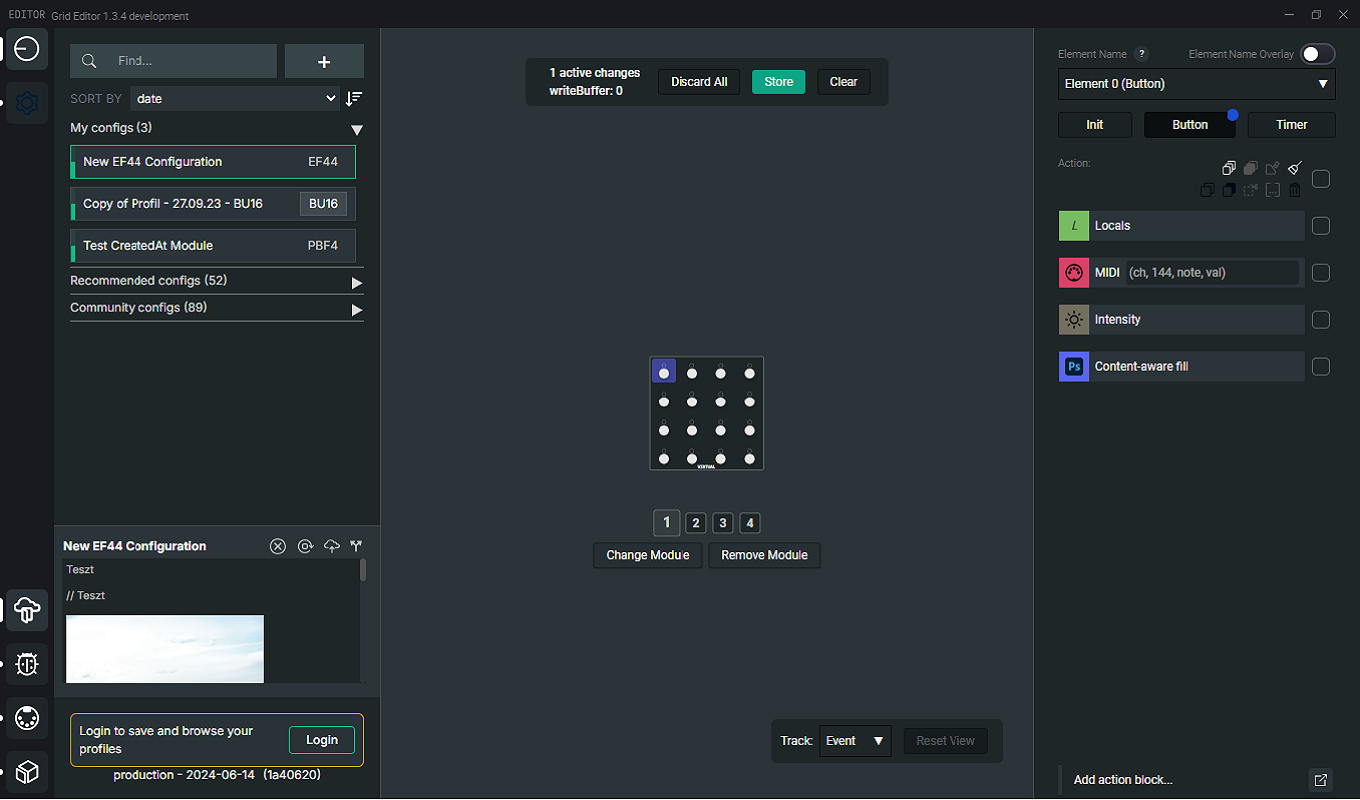 EDITOR Grid Editor 1.3.4 development
Find...
+
SORT BY date
My configs (3)
New EF44 Configuration EF44
Copy of Profil - 27.09.23 - BU16 BU16
Test CreatedAt Module PBF4
Recommended configs (52)
Community configs (89)
New EF44 Configuration
Teszt
// Teszt
Login to save and browse your
profiles
Login
production - 2024-06-14 (1a40620)
1 active changes
writeBuffer: 0
Discard All Store Clear
VIRTUAL
1 2 3 4
Change Module Remove Module
Track: Event Reset View
Element Name ? Element Name Overlay
Element 0 (Button)
Init Button Timer
Action:
L Locals
MIDI (ch, 144, note, val)
Intensity
Ps Content-aware fill
Add action block...